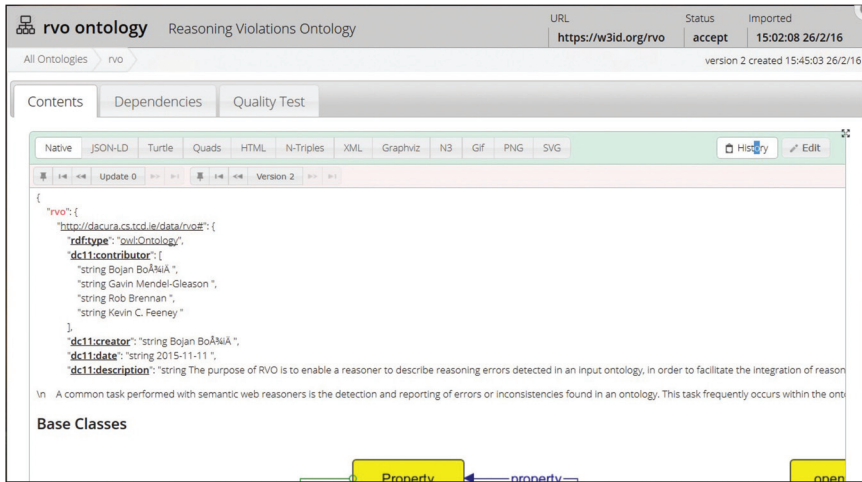 rvo ontology Reasoning Violations Ontology
URL Status Imported
https://w3id.org/rvo accept 15:02:08 26/2/16
All Ontologies rvo version 2 created 15:45:03 26/2/16
Contents Dependencies Quality Test
Native JSON-LD Turtle Quads HTML N-Triples XML Graphviz N3 Gif PNG SVG History Edit
Update 0 Version 2
{
"rvo": {
"http://dacura.cs.tcd.ie/data/rvo#": {
"rdf:type": "owl:Ontology",
"dc11:contributor": [
"string Bojan BoÅ¾iÄ ",
"string Gavin Mendel-Gleason ",
"string Rob Brennan ",
"string Kevin C. Feeney "
],
"dc11:creator": "string Bojan BoÅ¾iÄ ",
"dc11:date": "string 2015-11-11 ",
"dc11:description": "string The purpose of RVO is to enable a reasoner to describe reasoning errors detected in an input ontology, in order to facilitate the integration of reason
\n A common task performed with semantic web reasoners is the detection and reporting of errors or inconsistencies found in an ontology. This task frequently occurs within the onto
Base Classes
Property property open